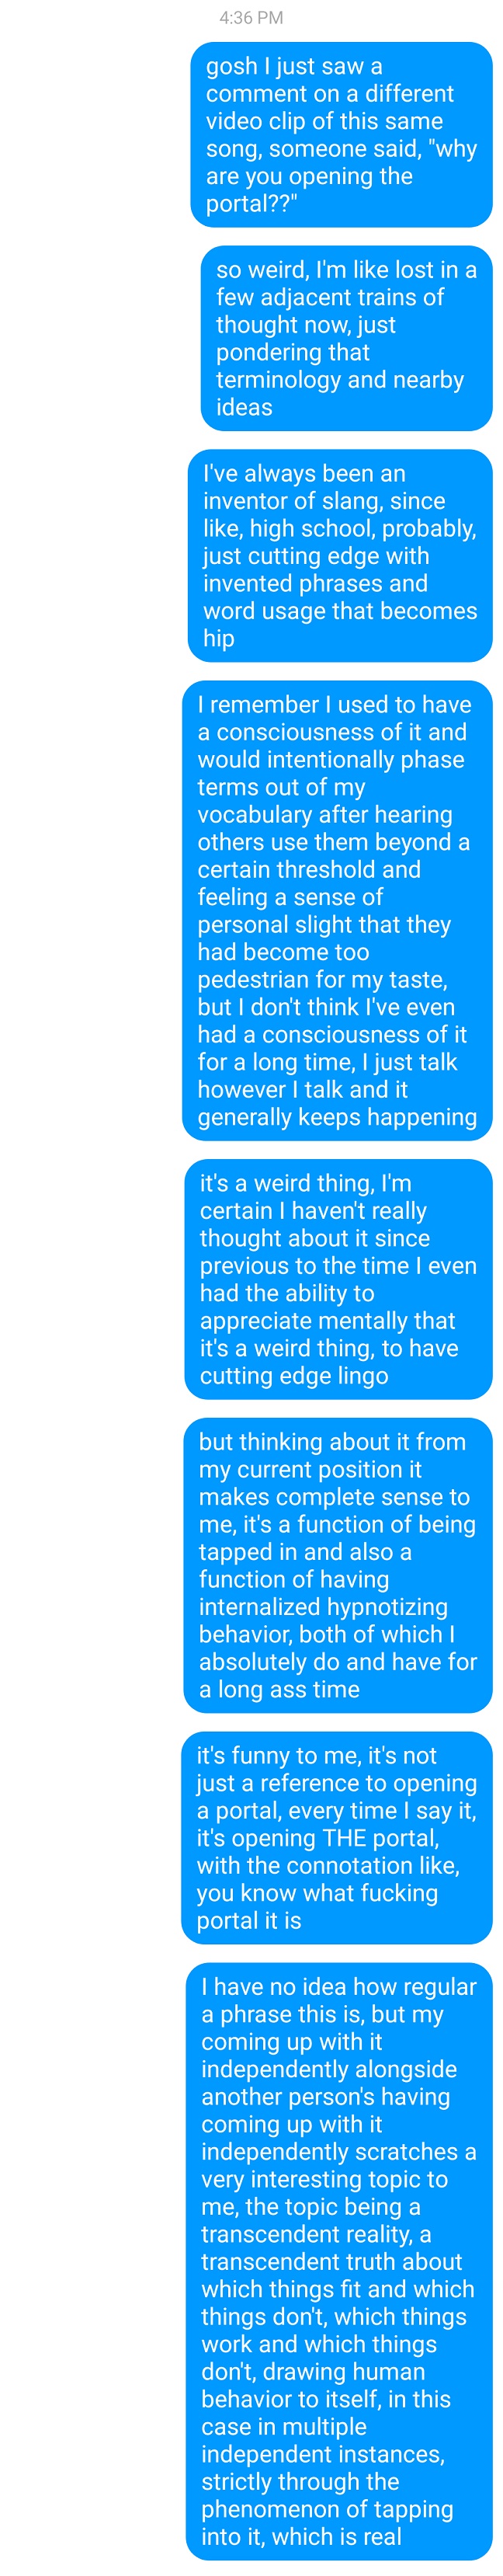 4:36 PM
gosh I just saw a
comment on a different
video clip of this same
song, someone said, "why
are you opening the
portal??"
so weird, I'm like lost in a
few adjacent trains of
thought now, just
pondering that
terminology and nearby
ideas
I've always been an
inventor of slang, since
like, high school, probably,
just cutting edge with
invented phrases and
word usage that becomes
hip
I remember I used to have
a consciousness of it and
would intentionally phase
terms out of my
vocabulary after hearing
others use them beyond a
certain threshold and
feeling a sense of
personal slight that they
had become too
pedestrian for my taste,
but I don't think I've even
had a consciousness of it
for a long time, I just talk
however I talk and it
generally keeps happening
it's a weird thing, I'm
certain I haven't really
thought about it since
previous to the time I even
had the ability to
appreciate mentally that
it's a weird thing, to have
cutting edge lingo
but thinking about it from
my current position it
makes complete sense to
me, it's a function of being
tapped in and also a
function of having
internalized hypnotizing
behavior, both of which I
absolutely do and have for
a long ass time
it's funny to me, it's not
just a reference to opening
a portal, every time I say it,
it's opening THE portal,
with the connotation like,
you know what fucking
portal it is
I have no idea how regular
a phrase this is, but my
coming up with it
independently alongside
another person's having
coming up with it
independently scratches a
very interesting topic to
me, the topic being a
transcendent reality, a
transcendent truth about
which things fit and which
things don't, which things
work and which things
don't, drawing human
behavior to itself, in this
case in multiple
independent instances,
strictly through the
phenomenon of tapping
into it, which is real